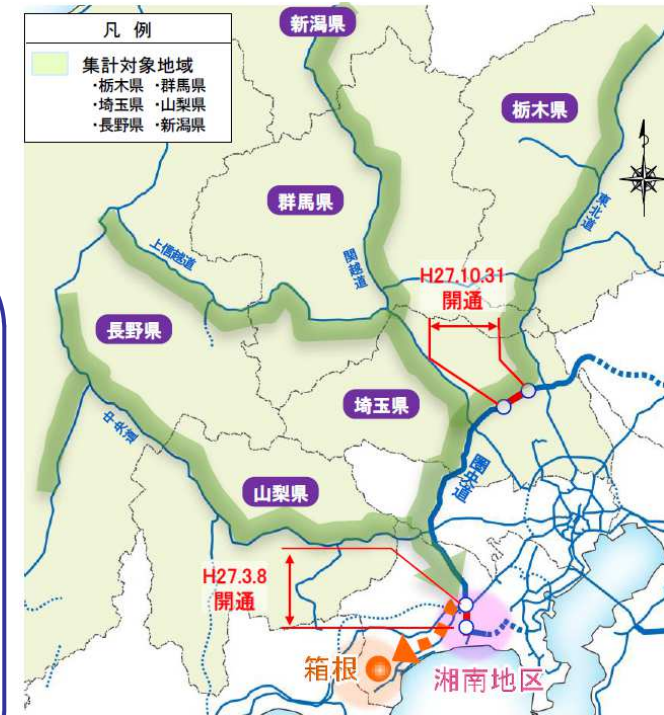 凡 例
集計対象地域
・栃木県 ・群馬県
・埼玉県 ・山梨県
・長野県 ・新潟県
新潟県
栃木県
群馬県
東北道
上信越道
関越道
H27.10.31
開通
長野県
埼玉県
中央道
圏央道
山梨県
H27.3.8
開通
箱根
湘南地区